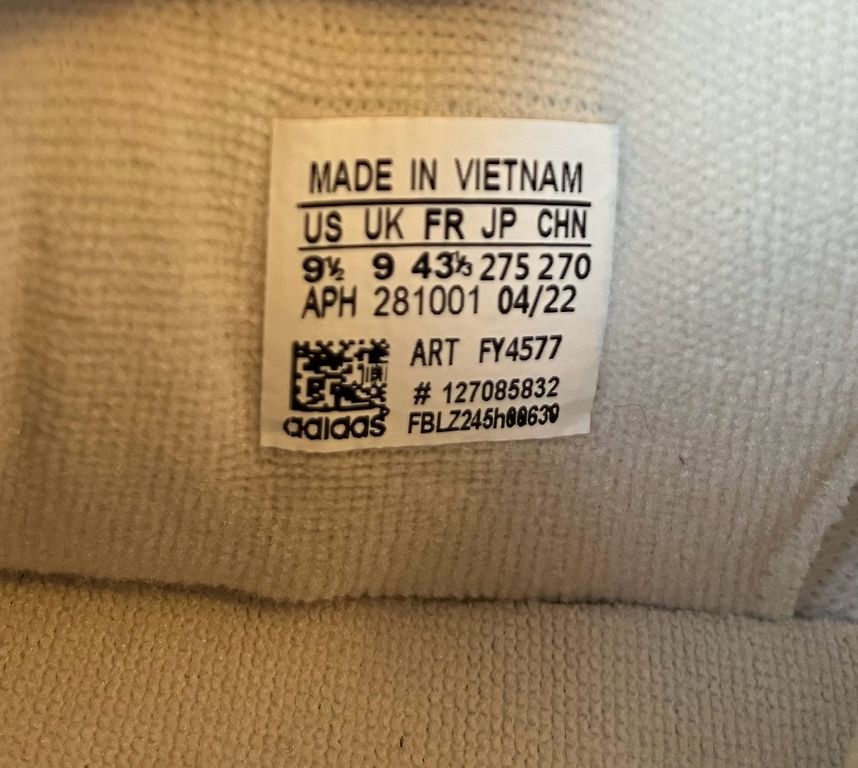 MADE IN VIETNAM
US UK FR JP CHN
9½ 9 43⅓ 275 270
APH 281001 04/22
ART FY4577
# 127085832
adidas